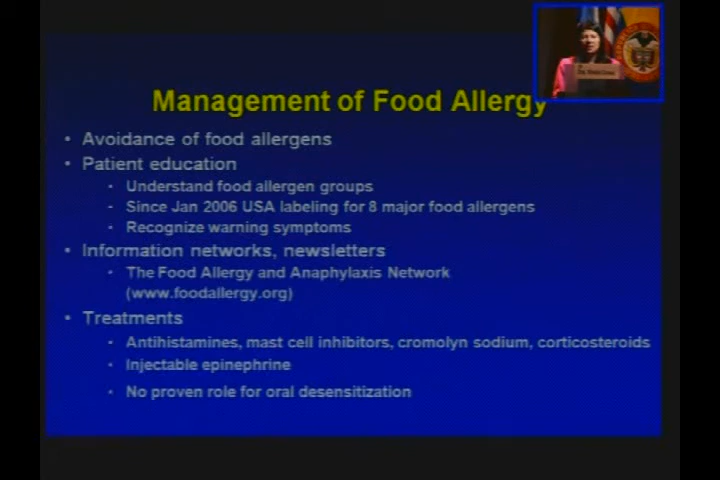 Management of Food Allergy
• Avoidance of food allergens
• Patient education
- Understand food allergen groups
- Since Jan 2006 USA labeling for 8 major food allergens
- Recognize warning symptoms
• Information networks, newsletters
- The Food Allergy and Anaphylaxis Network
(www.foodallergy.org)
• Treatments
- Antihistamines, mast cell inhibitors, cromolyn sodium, corticosteroids
- Injectable epinephrine
- No proven role for oral desensitization